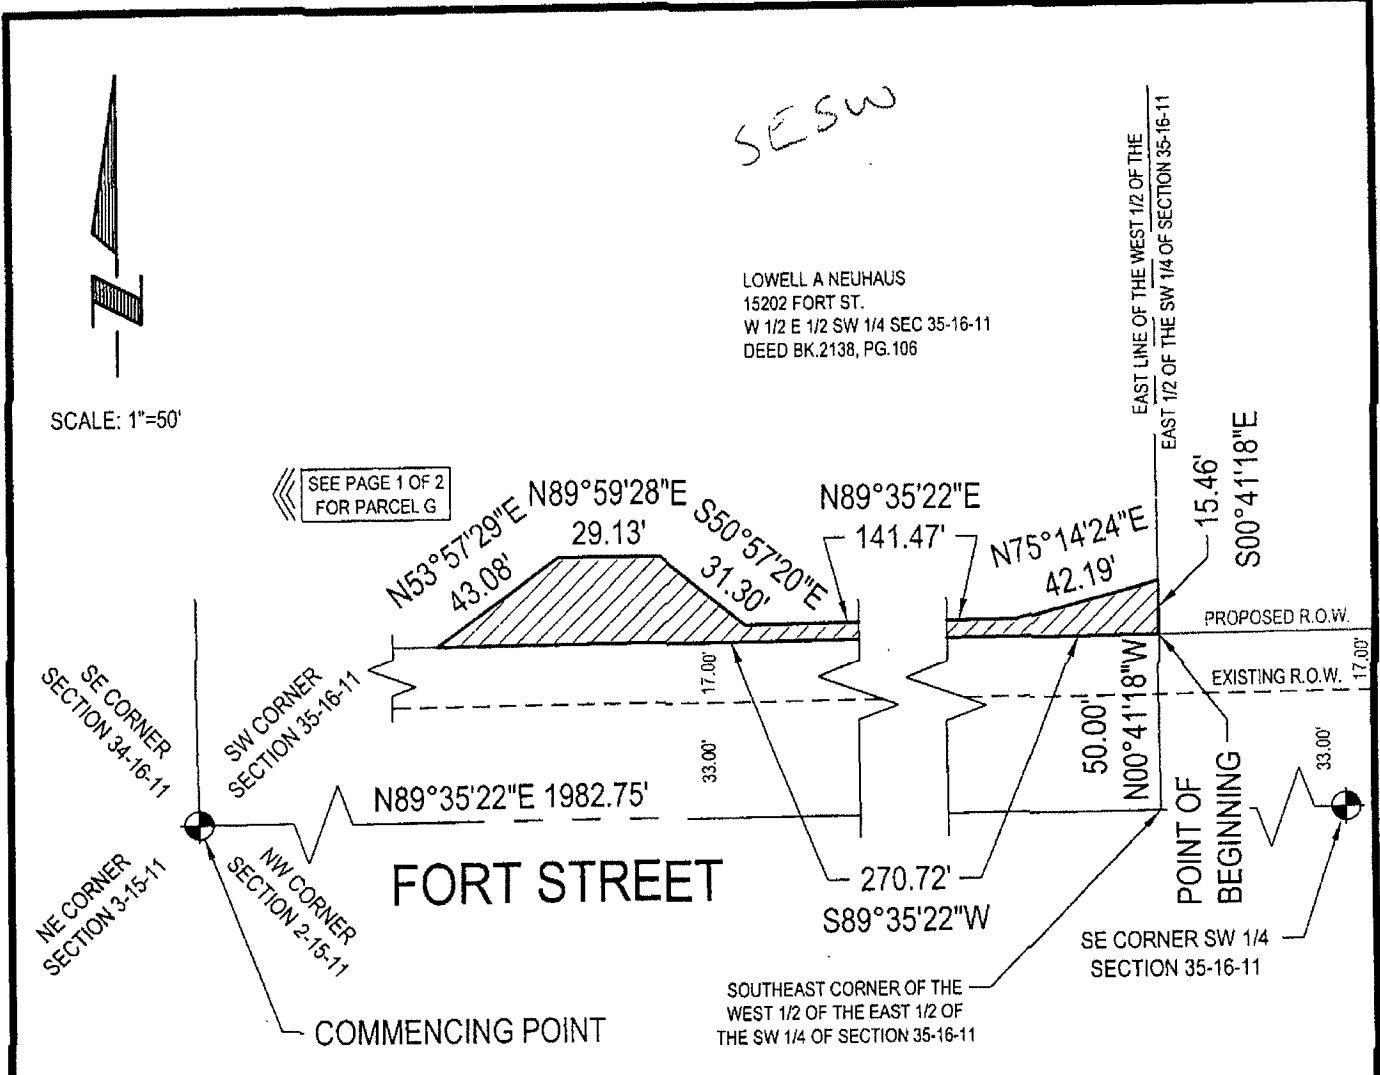 SESW
EAST LINE OF THE WEST 1/2 OF THE
EAST 1/2 OF THE SW 1/4 OF SECTION 35-16-11
LOWELL A NEUHAUS
15202 FORT ST.
W 1/2 E 1/2 SW 1/4 SEC 35-16-11
DEED BK.2138, PG.106
SCALE: 1"=50'
SEE PAGE 1 OF 2
FOR PARCEL G
N53°57'29"E
43.08'
N89°59'28"E
29.13'
S50°57'20"E
31.30'
N89°35'22"E
141.47'
N75°14'24"E
42.19'
15.46'
S00°41'18"E
PROPOSED R.O.W.
EXISTING R.O.W.
17.00'
17.00'
33.00'
33.00'
50.00'
N00°41'18"W
SE CORNER
SECTION 34-16-11
SW CORNER
SECTION 35-16-11
N89°35'22"E 1982.75'
FORT STREET
POINT OF
BEGINNING
NE CORNER
SECTION 3-15-11
NW CORNER
SECTION 2-15-11
270.72'
S89°35'22"W
SE CORNER SW 1/4
SECTION 35-16-11
SOUTHEAST CORNER OF THE
WEST 1/2 OF THE EAST 1/2 OF
THE SW 1/4 OF SECTION 35-16-11
COMMENCING POINT